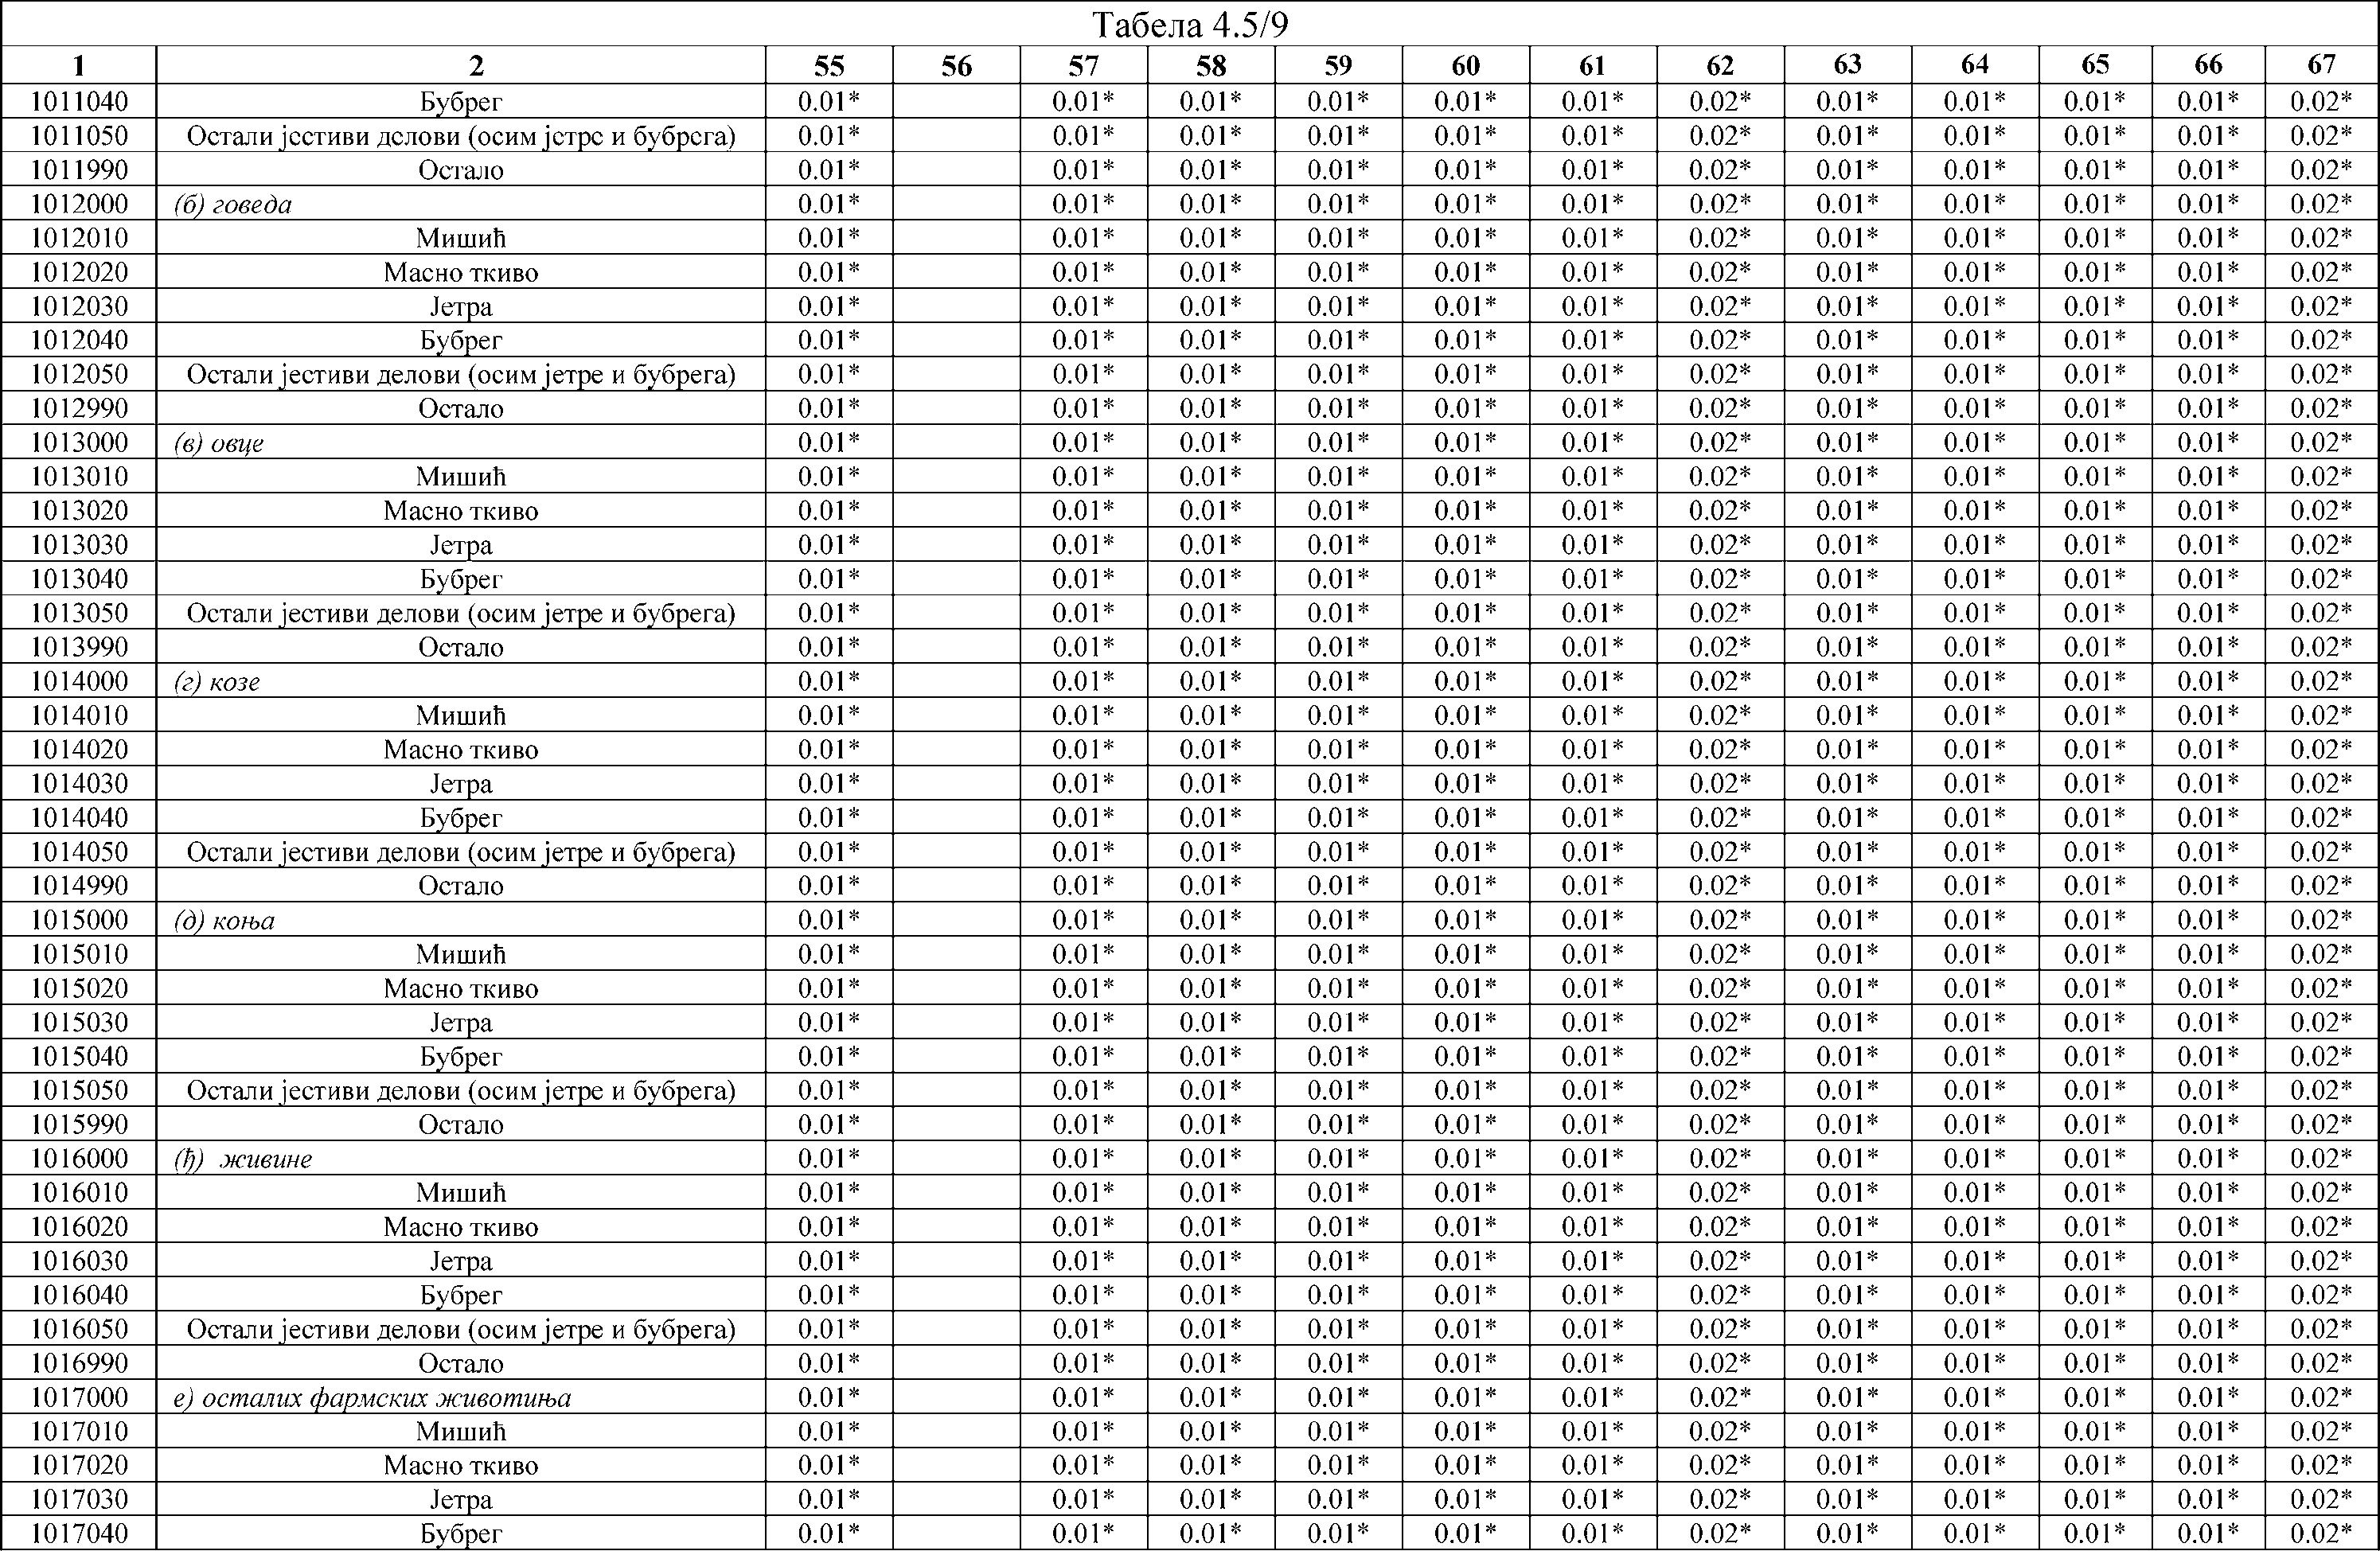 Табела 4.5/9
1 2 55 56 57 58 59 60 61 62 63 64 65 66 67
1011040 Бубрег 0.01* 0.01* 0.01* 0.01* 0.01* 0.01* 0.02* 0.01* 0.01* 0.01* 0.01* 0.02*
1011050 Остали јестиви делови (осим јетре и бубрега) 0.01* 0.01* 0.01* 0.01* 0.01* 0.01* 0.02* 0.01* 0.01* 0.01* 0.01* 0.02*
1011990 Остало 0.01* 0.01* 0.01* 0.01* 0.01* 0.01* 0.02* 0.01* 0.01* 0.01* 0.01* 0.02*
1012000 (б) говеда 0.01* 0.01* 0.01* 0.01* 0.01* 0.01* 0.02* 0.01* 0.01* 0.01* 0.01* 0.02*
1012010 Мишић 0.01* 0.01* 0.01* 0.01* 0.01* 0.01* 0.02* 0.01* 0.01* 0.01* 0.01* 0.02*
1012020 Масно ткиво 0.01* 0.01* 0.01* 0.01* 0.01* 0.01* 0.02* 0.01* 0.01* 0.01* 0.01* 0.02*
1012030 Јетра 0.01* 0.01* 0.01* 0.01* 0.01* 0.01* 0.02* 0.01* 0.01* 0.01* 0.01* 0.02*
1012040 Бубрег 0.01* 0.01* 0.01* 0.01* 0.01* 0.01* 0.02* 0.01* 0.01* 0.01* 0.01* 0.02*
1012050 Остали јестиви делови (осим јетре и бубрега) 0.01* 0.01* 0.01* 0.01* 0.01* 0.01* 0.02* 0.01* 0.01* 0.01* 0.01* 0.02*
1012990 Остало 0.01* 0.01* 0.01* 0.01* 0.01* 0.01* 0.02* 0.01* 0.01* 0.01* 0.01* 0.02*
1013000 (в) овце 0.01* 0.01* 0.01* 0.01* 0.01* 0.01* 0.02* 0.01* 0.01* 0.01* 0.01* 0.02*
1013010 Мишић 0.01* 0.01* 0.01* 0.01* 0.01* 0.01* 0.02* 0.01* 0.01* 0.01* 0.01* 0.02*
1013020 Масно ткиво 0.01* 0.01* 0.01* 0.01* 0.01* 0.01* 0.02* 0.01* 0.01* 0.01* 0.01* 0.02*
1013030 Јетра 0.01* 0.01* 0.01* 0.01* 0.01* 0.01* 0.02* 0.01* 0.01* 0.01* 0.01* 0.02*
1013040 Бубрег 0.01* 0.01* 0.01* 0.01* 0.01* 0.01* 0.02* 0.01* 0.01* 0.01* 0.01* 0.02*
1013050 Остали јестиви делови (осим јетре и бубрега) 0.01* 0.01* 0.01* 0.01* 0.01* 0.01* 0.02* 0.01* 0.01* 0.01* 0.01* 0.02*
1013990 Остало 0.01* 0.01* 0.01* 0.01* 0.01* 0.01* 0.02* 0.01* 0.01* 0.01* 0.01* 0.02*
1014000 (г) козе 0.01* 0.01* 0.01* 0.01* 0.01* 0.01* 0.02* 0.01* 0.01* 0.01* 0.01* 0.02*
1014010 Мишић 0.01* 0.01* 0.01* 0.01* 0.01* 0.01* 0.02* 0.01* 0.01* 0.01* 0.01* 0.02*
1014020 Масно ткиво 0.01* 0.01* 0.01* 0.01* 0.01* 0.01* 0.02* 0.01* 0.01* 0.01* 0.01* 0.02*
1014030 Јетра 0.01* 0.01* 0.01* 0.01* 0.01* 0.01* 0.02* 0.01* 0.01* 0.01* 0.01* 0.02*
1014040 Бубрег 0.01* 0.01* 0.01* 0.01* 0.01* 0.01* 0.02* 0.01* 0.01* 0.01* 0.01* 0.02*
1014050 Остали јестиви делови (осим јетре и бубрега) 0.01* 0.01* 0.01* 0.01* 0.01* 0.01* 0.02* 0.01* 0.01* 0.01* 0.01* 0.02*
1014990 Остало 0.01* 0.01* 0.01* 0.01* 0.01* 0.01* 0.02* 0.01* 0.01* 0.01* 0.01* 0.02*
1015000 (д) коња 0.01* 0.01* 0.01* 0.01* 0.01* 0.01* 0.02* 0.01* 0.01* 0.01* 0.01* 0.02*
1015010 Мишић 0.01* 0.01* 0.01* 0.01* 0.01* 0.01* 0.02* 0.01* 0.01* 0.01* 0.01* 0.02*
1015020 Масно ткиво 0.01* 0.01* 0.01* 0.01* 0.01* 0.01* 0.02* 0.01* 0.01* 0.01* 0.01* 0.02*
1015030 Јетра 0.01* 0.01* 0.01* 0.01* 0.01* 0.01* 0.02* 0.01* 0.01* 0.01* 0.01* 0.02*
1015040 Бубрег 0.01* 0.01* 0.01* 0.01* 0.01* 0.01* 0.02* 0.01* 0.01* 0.01* 0.01* 0.02*
1015050 Остали јестиви делови (осим јетре и бубрега) 0.01* 0.01* 0.01* 0.01* 0.01* 0.01* 0.02* 0.01* 0.01* 0.01* 0.01* 0.02*
1015990 Остало 0.01* 0.01* 0.01* 0.01* 0.01* 0.01* 0.02* 0.01* 0.01* 0.01* 0.01* 0.02*
1016000 (ђ) живине 0.01* 0.01* 0.01* 0.01* 0.01* 0.01* 0.02* 0.01* 0.01* 0.01* 0.01* 0.02*
1016010 Мишић 0.01* 0.01* 0.01* 0.01* 0.01* 0.01* 0.02* 0.01* 0.01* 0.01* 0.01* 0.02*
1016020 Масно ткиво 0.01* 0.01* 0.01* 0.01* 0.01* 0.01* 0.02* 0.01* 0.01* 0.01* 0.01* 0.02*
1016030 Јетра 0.01* 0.01* 0.01* 0.01* 0.01* 0.01* 0.02* 0.01* 0.01* 0.01* 0.01* 0.02*
1016040 Бубрег 0.01* 0.01* 0.01* 0.01* 0.01* 0.01* 0.02* 0.01* 0.01* 0.01* 0.01* 0.02*
1016050 Остали јестиви делови (осим јетре и бубрега) 0.01* 0.01* 0.01* 0.01* 0.01* 0.01* 0.02* 0.01* 0.01* 0.01* 0.01* 0.02*
1016990 Остало 0.01* 0.01* 0.01* 0.01* 0.01* 0.01* 0.02* 0.01* 0.01* 0.01* 0.01* 0.02*
1017000 е) осталих фармских животиња 0.01* 0.01* 0.01* 0.01* 0.01* 0.01* 0.02* 0.01* 0.01* 0.01* 0.01* 0.02*
1017010 Мишић 0.01* 0.01* 0.01* 0.01* 0.01* 0.01* 0.02* 0.01* 0.01* 0.01* 0.01* 0.02*
1017020 Масно ткиво 0.01* 0.01* 0.01* 0.01* 0.01* 0.01* 0.02* 0.01* 0.01* 0.01* 0.01* 0.02*
1017030 Јетра 0.01* 0.01* 0.01* 0.01* 0.01* 0.01* 0.02* 0.01* 0.01* 0.01* 0.01* 0.02*
1017040 Бубрег 0.01* 0.01* 0.01* 0.01* 0.01* 0.01* 0.02* 0.01* 0.01* 0.01* 0.01* 0.02*